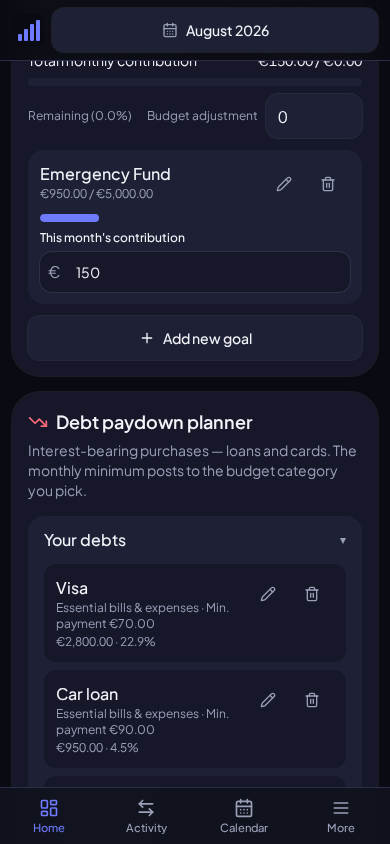 August 2026
Total monthly contribution €150.00 / €0.00
Remaining (0.0%) Budget adjustment 0
Emergency Fund
€950.00 / €5,000.00
This month's contribution
€ 150
+ Add new goal
Debt paydown planner
Interest-bearing purchases — loans and cards. The
monthly minimum posts to the budget category
you pick.
Your debts
Visa
Essential bills & expenses · Min.
payment €70.00
€2,800.00 · 22.9%
Car loan
Essential bills & expenses · Min.
payment €90.00
€950.00 · 4.5%
Home Activity Calendar More